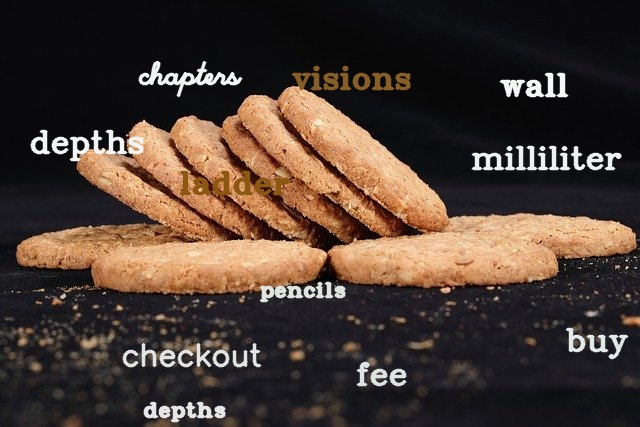 chapters
visions
wall
depths
milliliter
ladder
pencils
buy
checkout
fee
depths